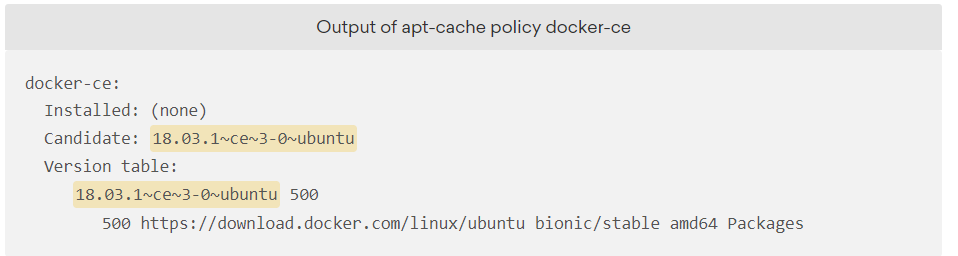 Output of apt-cache policy docker-ce
docker-ce:
Installed: (none)
Candidate: 18.03.1~ce~3-0~ubuntu
Version table:
18.03.1~ce~3-0~ubuntu 500
500 https://download.docker.com/linux/ubuntu bionic/stable amd64 Packages